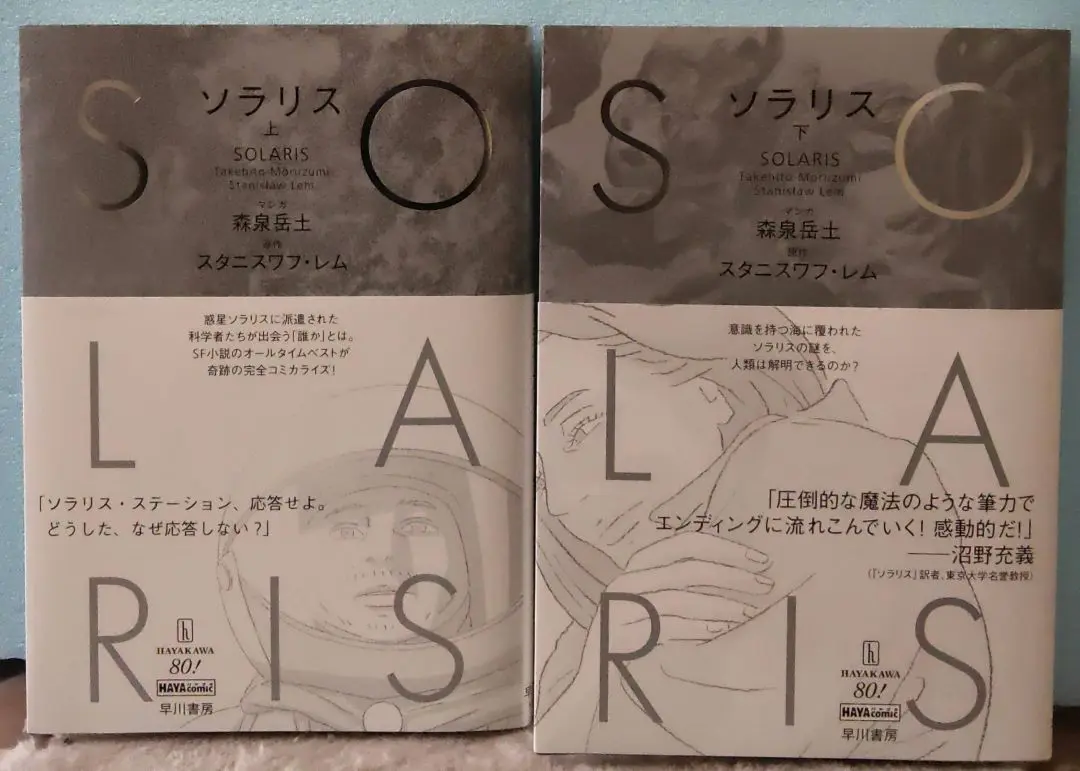 S O
ソラリス
上
SOLARIS
Takehito Moriizumi
Stanisław Lem
マンガ
森泉岳土
原作
スタニスワフ・レム
惑星ソラリスに派遣された
科学者たちが出会う「誰か」とは。
SF小説のオールタイムベストが
奇跡の完全コミカライズ!
L A
「ソラリス・ステーション、応答せよ。
どうした、なぜ応答しない?」
R I S
h
HAYAKAWA
80!
HAYAcomic
早川書房
S O
ソラリス
下
SOLARIS
Takehito Moriizumi
Stanisław Lem
マンガ
森泉岳土
原作
スタニスワフ・レム
意識を持つ海に覆われた
ソラリスの謎を、
人類は解明できるのか?
L A
「圧倒的な魔法のような筆力で
エンディングに流れこんでいく! 感動的だ!」
──沼野充義
(『ソラリス』訳者、東京大学名誉教授)
R I S
h
HAYAKAWA
80!
HAYAcomic
早川書房